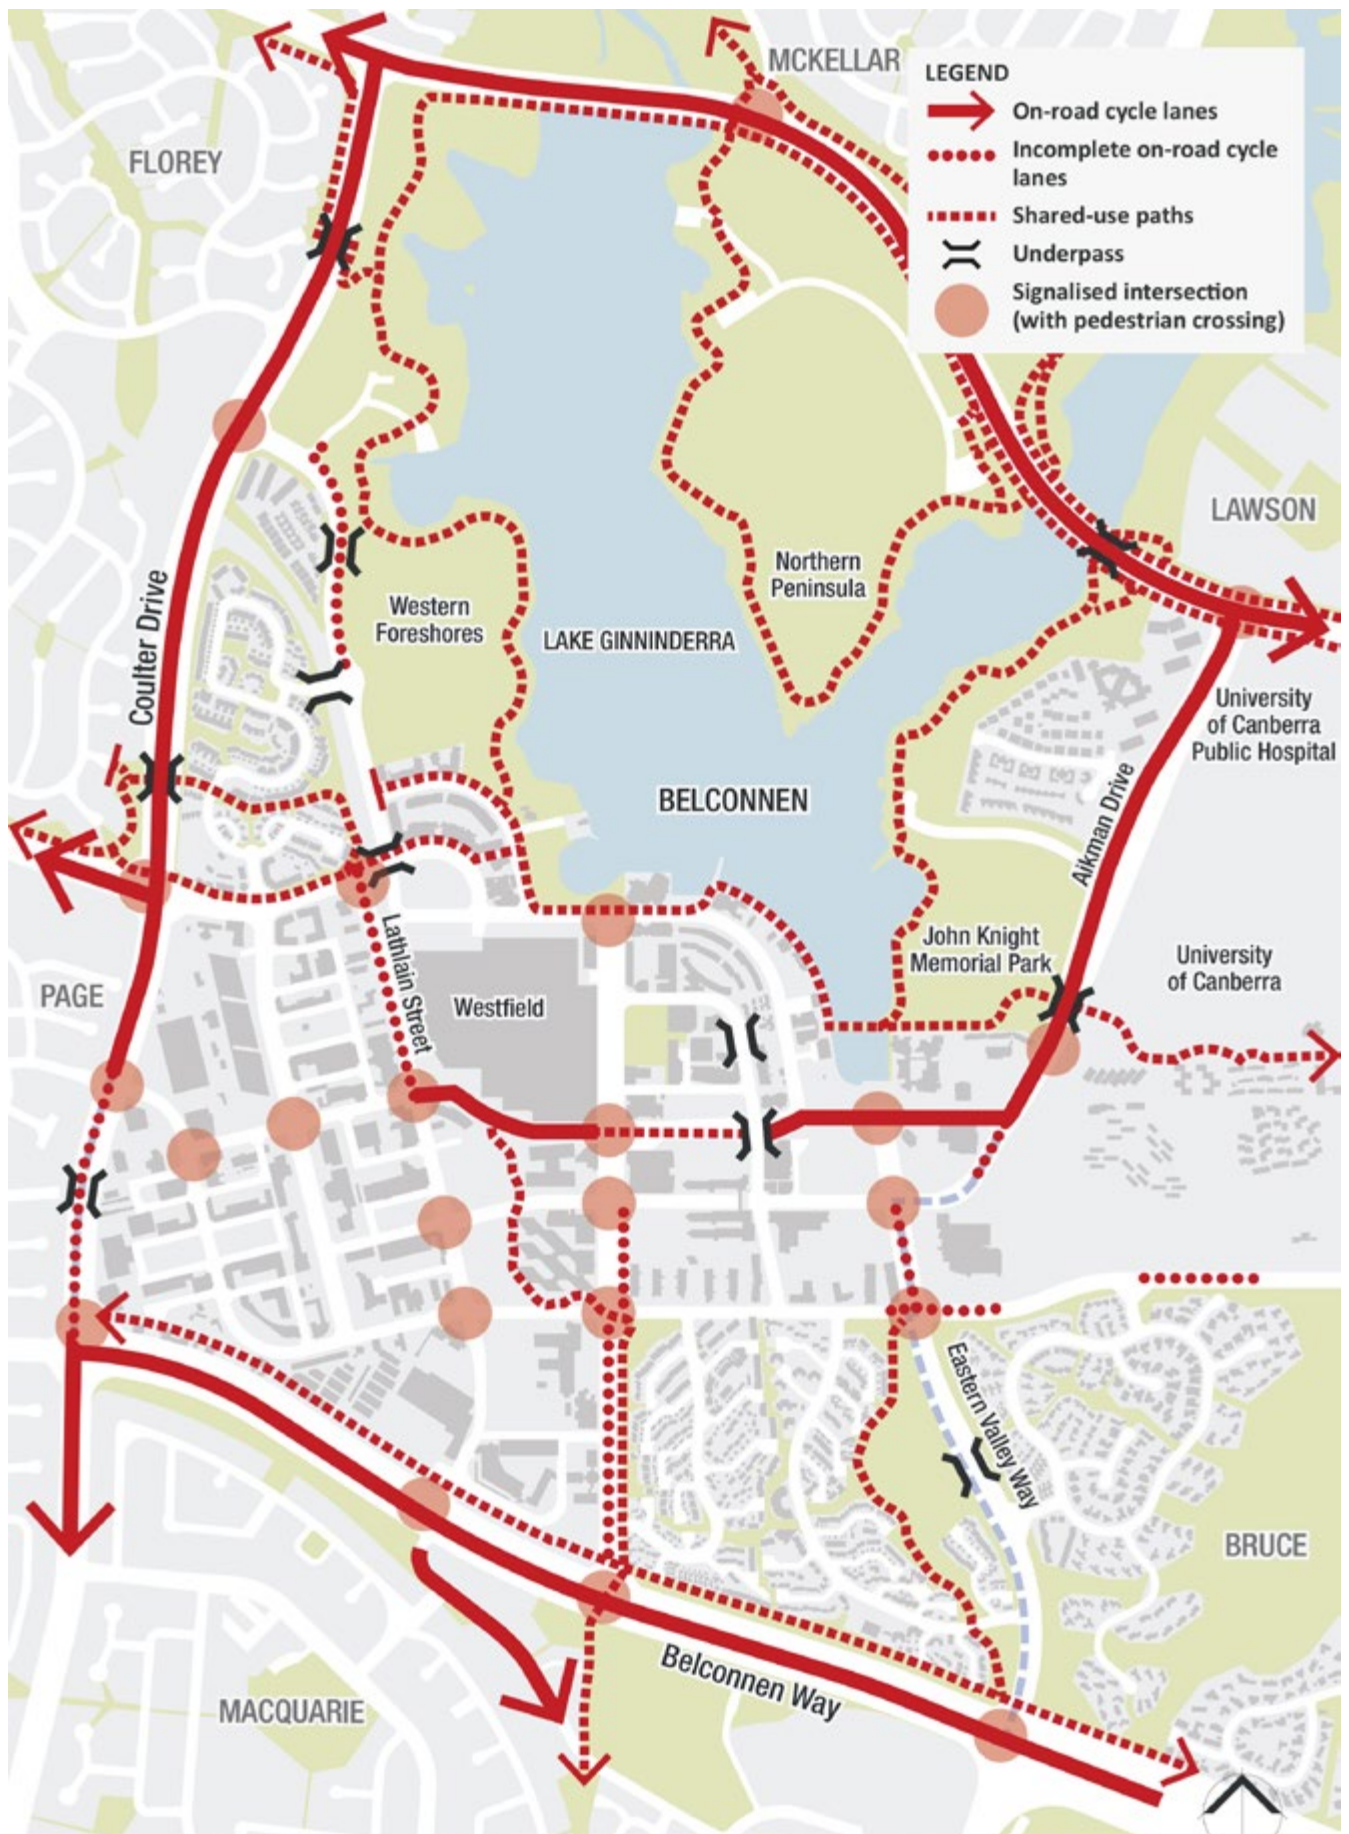 MCKELLAR
LEGEND
On-road cycle lanes
Incomplete on-road cycle
lanes
Shared-use paths
Underpass
Signalised intersection
(with pedestrian crossing)
FLOREY
LAWSON
Northern
Peninsula
Western
Foreshores
LAKE GINNINDERRA
Coulter Drive
University
of Canberra
Public Hospital
BELCONNEN
Aikman Drive
Lathlain Street
John Knight
Memorial Park
University
of Canberra
PAGE
Westfield
Eastern Valley Way
BRUCE
Belconnen Way
MACQUARIE